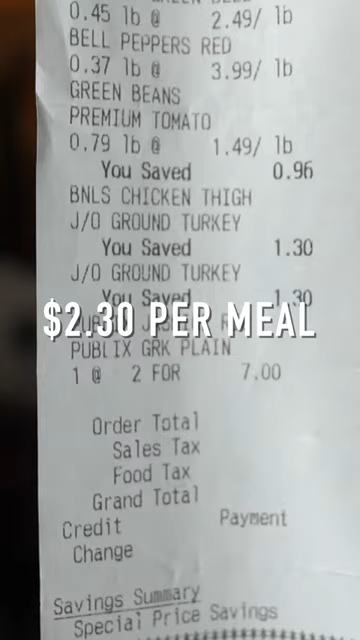 0.45 lb @ 2.49/ lb
BELL PEPPERS RED
0.37 lb @ 3.99/ lb
GREEN BEANS
PREMIUM TOMATO
0.79 lb @ 1.49/ lb
You Saved 0.96
BNLS CHICKEN THIGH
J/O GROUND TURKEY
You Saved 1.30
J/O GROUND TURKEY
You Saved 1.30
$2.30 PER MEAL
PUBLIX GRK PLAIN
1 @ 2 FOR 7.00
Order Total
Sales Tax
Food Tax
Grand Total
Credit Payment
Change
Savings Summary
Special Price Savings